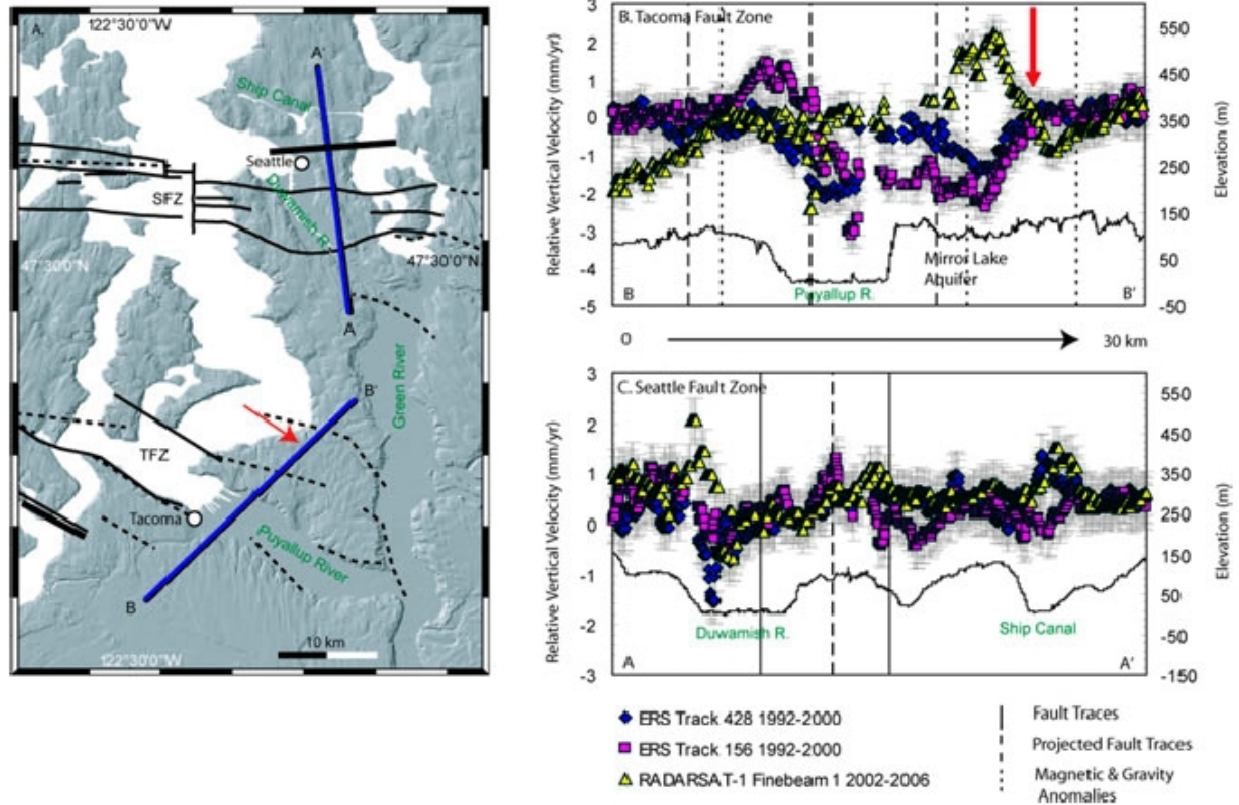 A.
122°30'0"W
A'
Ship Canal
Seattle
SIFZ
Duwamish R.
47°30'0"N
47°30'0"N
A
B'
Green River
TFZ
Tacoma
Puyallup River
B
10 km
122°30'0"W
B. Tacoma Fault Zone
Relative Vertical Velocity (mm/yr)
3
2
1
0
-1
-2
-3
-4
-5
Elevation (m)
550
450
350
250
150
50
-50
Mirror Lake
Aquifer
Puyallup R.
B
B'
0
30 km
C. Seattle Fault Zone
Relative Vertical Velocity (mm/yr)
3
2
1
0
-1
-2
-3
Elevation (m)
550
450
350
250
150
50
-50
-150
Duwamish R.
Ship Canal
A
A'
ERS Track 428 1992-2000
ERS Track 156 1992-2000
RADARSAT-1 Finebeam 1 2002-2006
Fault Traces
Projected Fault Traces
Magnetic & Gravity
Anomalies